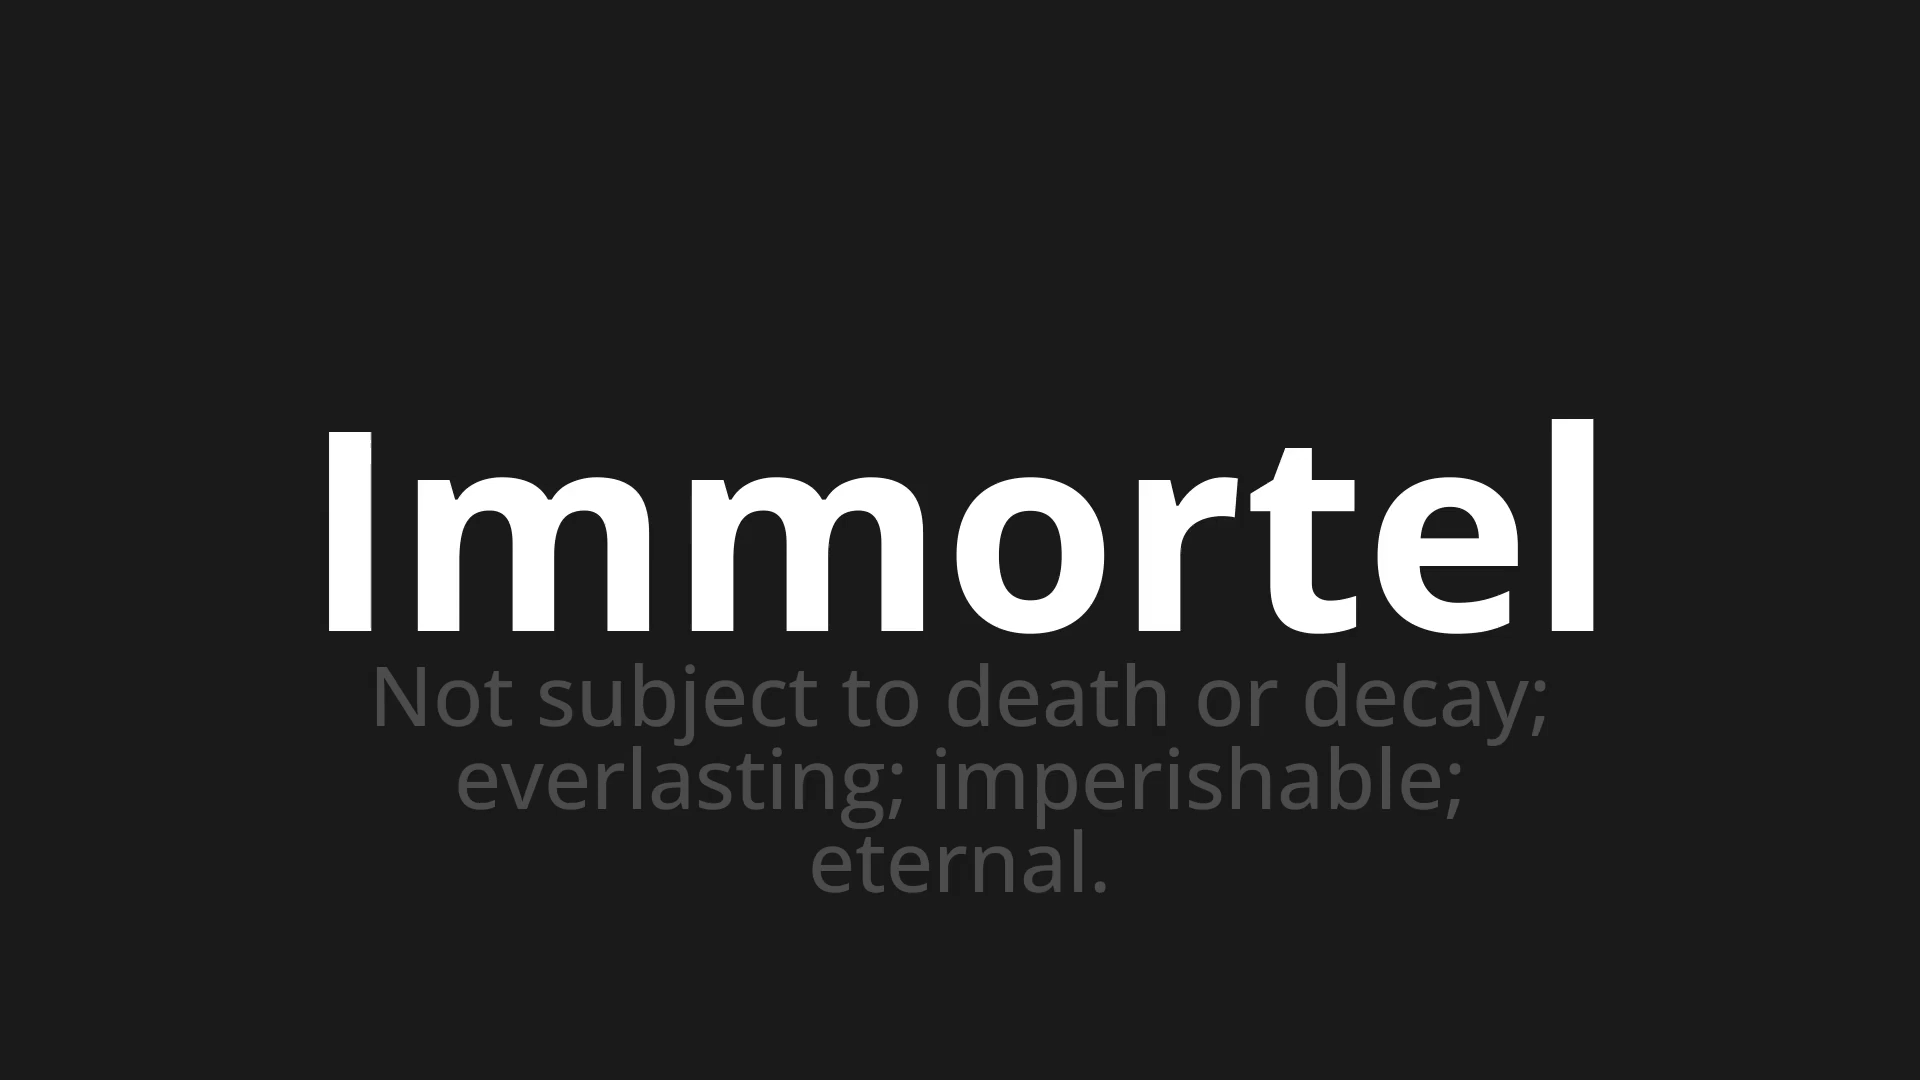 Immortel
Not subject to death or decay;
everlasting; imperishable;
eternal.